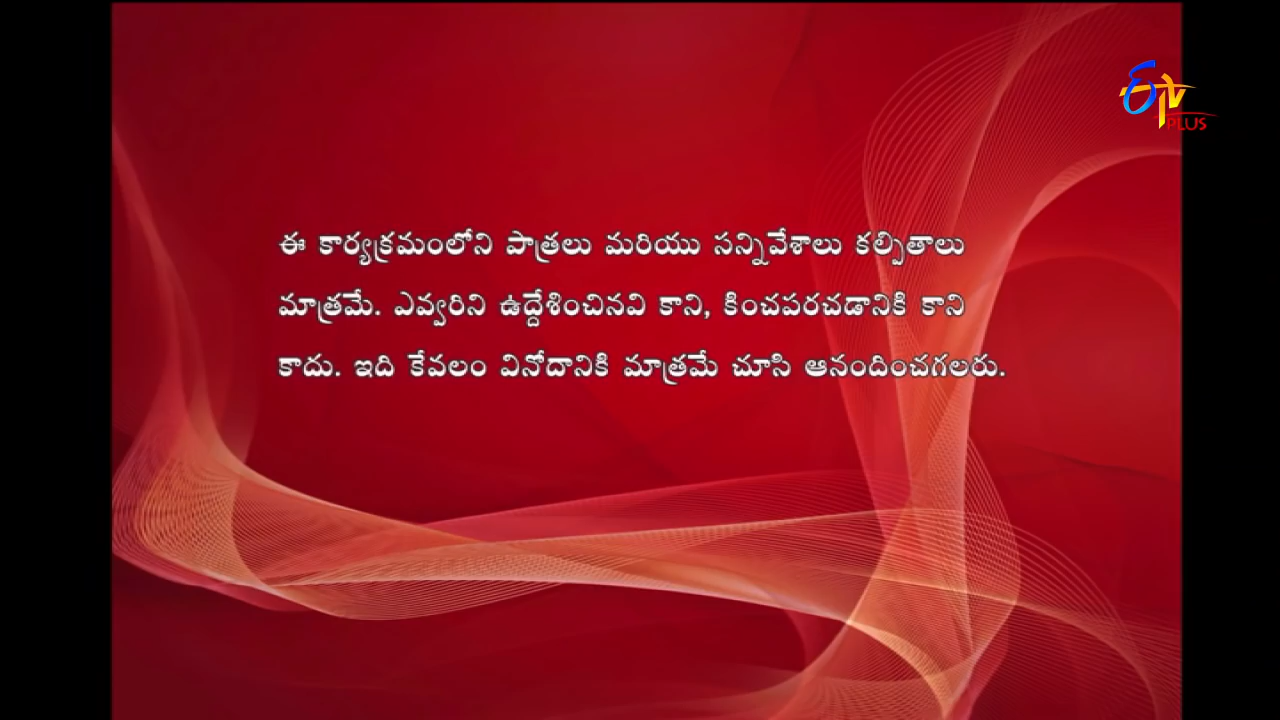 ETV
PLUS
ఈ కార్యక్రమంలోని పాత్రలు మరియు సన్నివేశాలు కల్పితాలు
మాత్రమే. ఎవ్వరిని ఉద్దేశించినవి కాని, కించపరచడానికి కాని
కాదు. ఇది కేవలం వినోదానికి మాత్రమే చూసి ఆనందించగలరు.